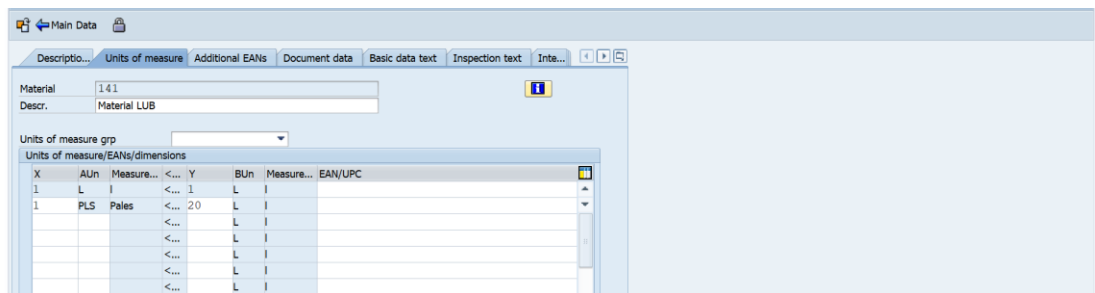 Main Data
Descriptio... Units of measure Additional EANs Document data Basic data text Inspection text Inte...
Material 141
Descr. Material LUB
Units of measure grp
Units of measure/EANs/dimensions
X AUn Measure... <... Y BUn Measure... EAN/UPC
1 L l <... 1 L l
1 PLS Pales <... 20 L l
<... L l
<... L l
<... L l
<... L l
<... L l